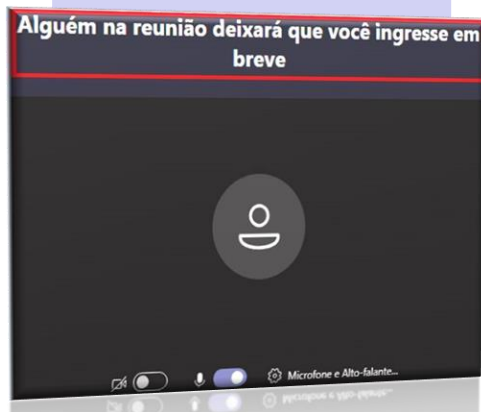 Alguém na reunião deixará que você ingresse em
breve
Microfone e Alto-falante...